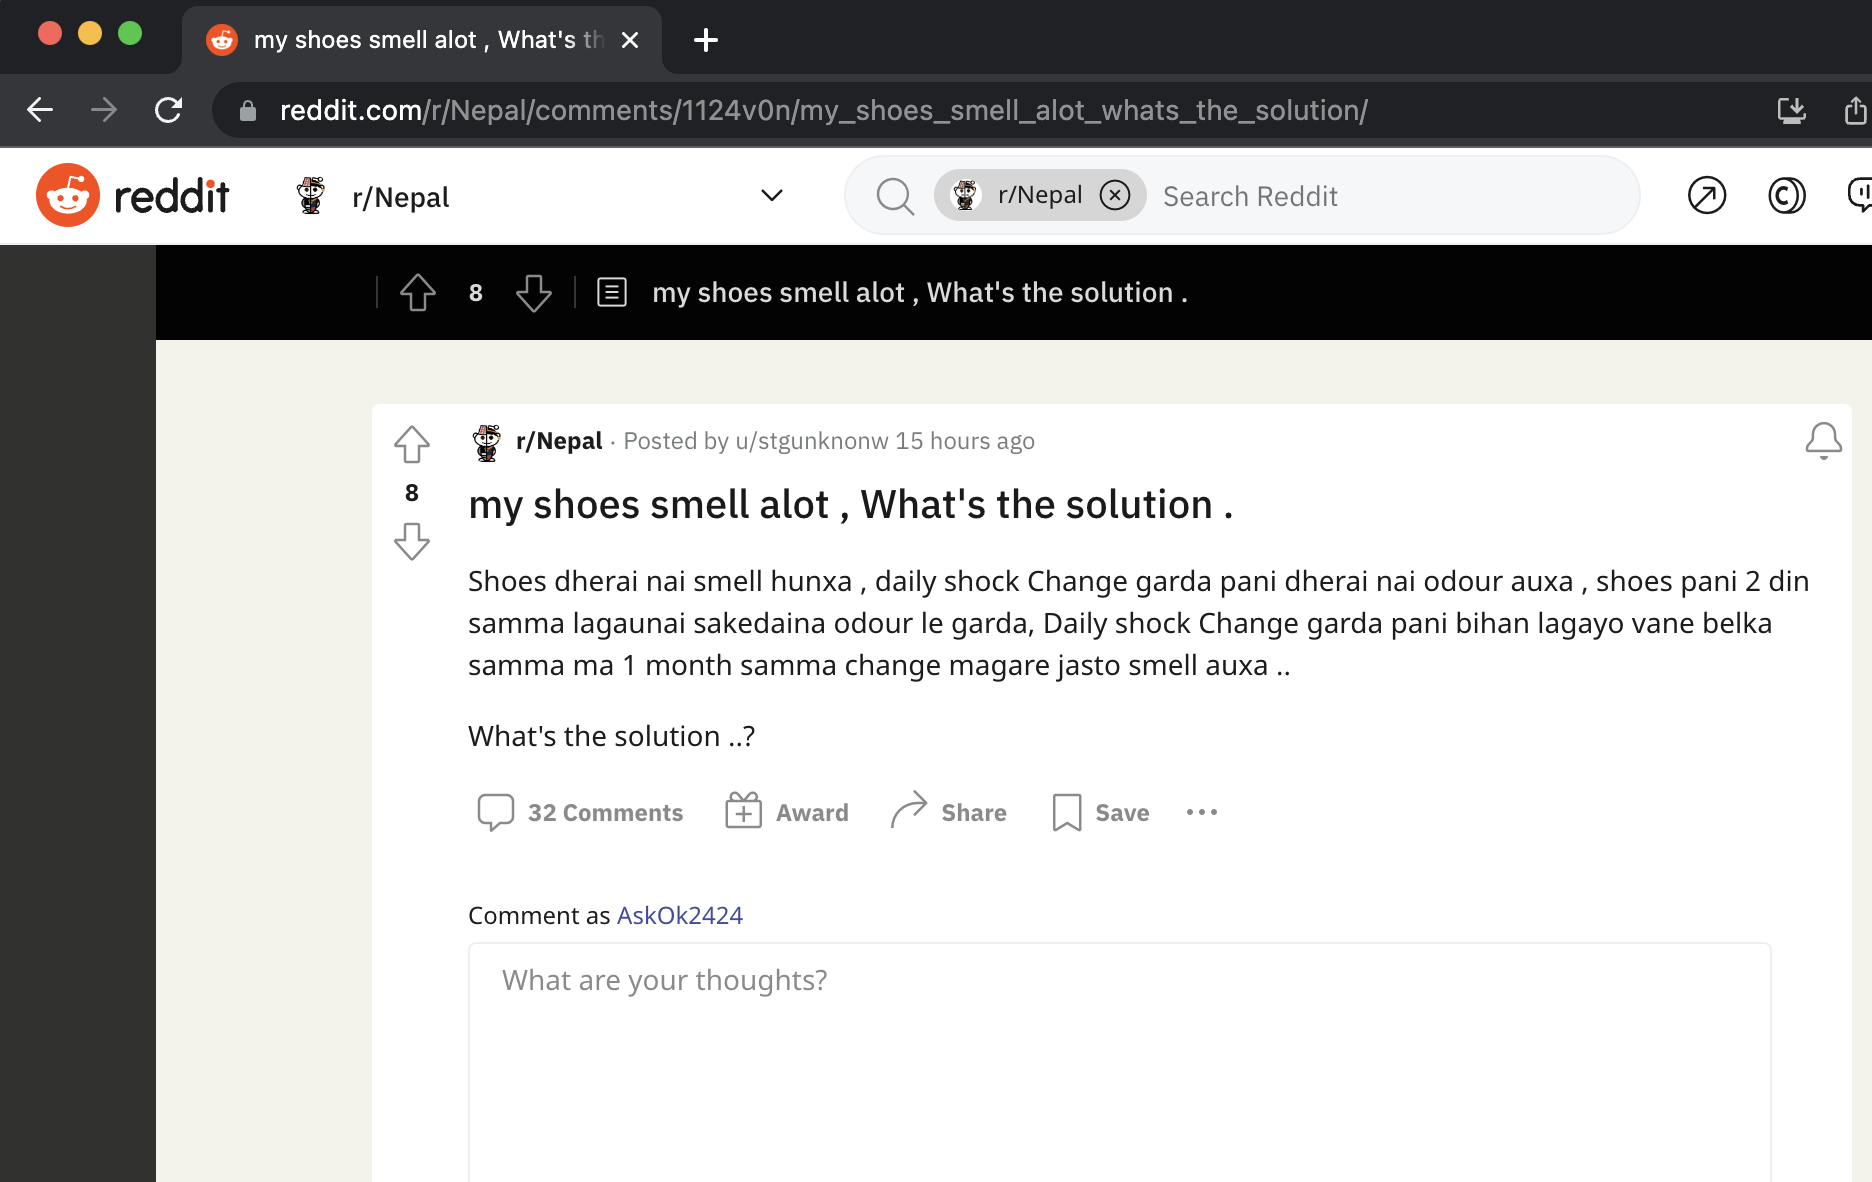 my shoes smell alot , What's th
reddit.com/r/Nepal/comments/1124v0n/my_shoes_smell_alot_whats_the_solution/
reddit r/Nepal r/Nepal Search Reddit
8 my shoes smell alot , What's the solution .
r/Nepal · Posted by u/stgunknonw 15 hours ago
8
my shoes smell alot , What's the solution .
Shoes dherai nai smell hunxa , daily shock Change garda pani dherai nai odour auxa , shoes pani 2 din
samma lagaunai sakedaina odour le garda, Daily shock Change garda pani bihan lagayo vane belka
samma ma 1 month samma change magare jasto smell auxa ..
What's the solution ..?
32 Comments Award Share Save
Comment as AskOk2424
What are your thoughts?